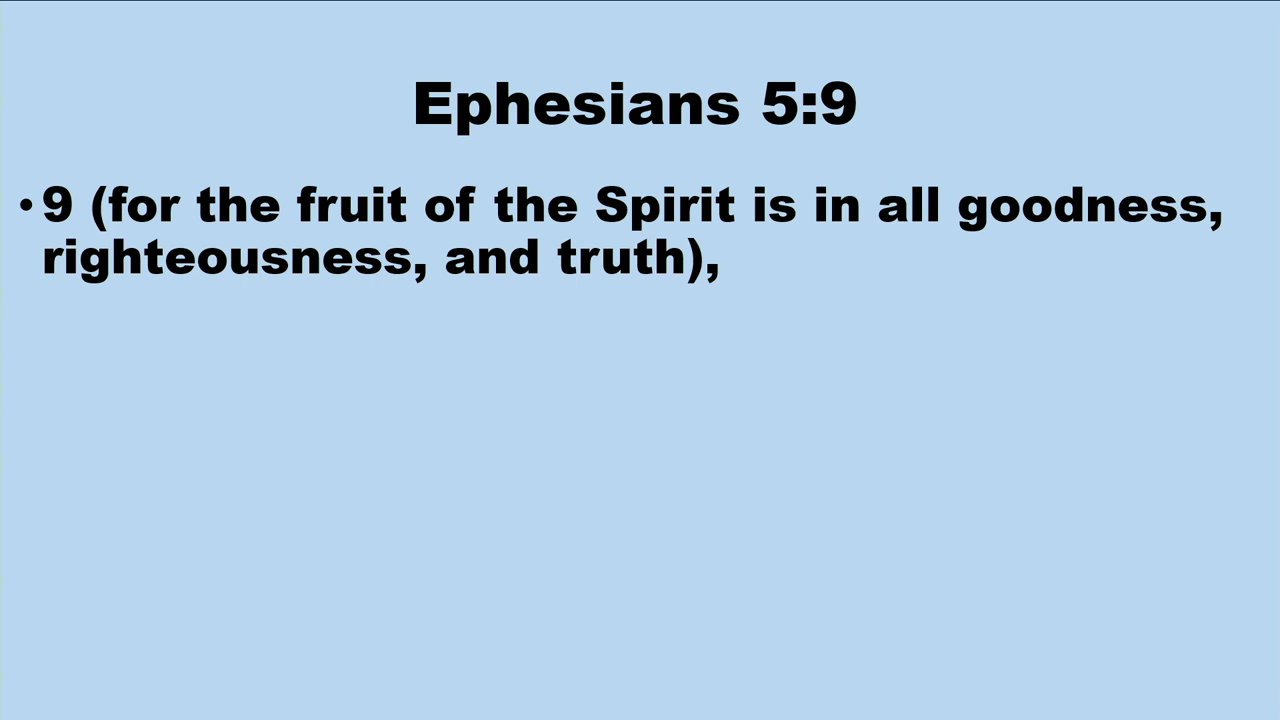 Ephesians 5:9
• 9 (for the fruit of the Spirit is in all goodness,
righteousness, and truth),